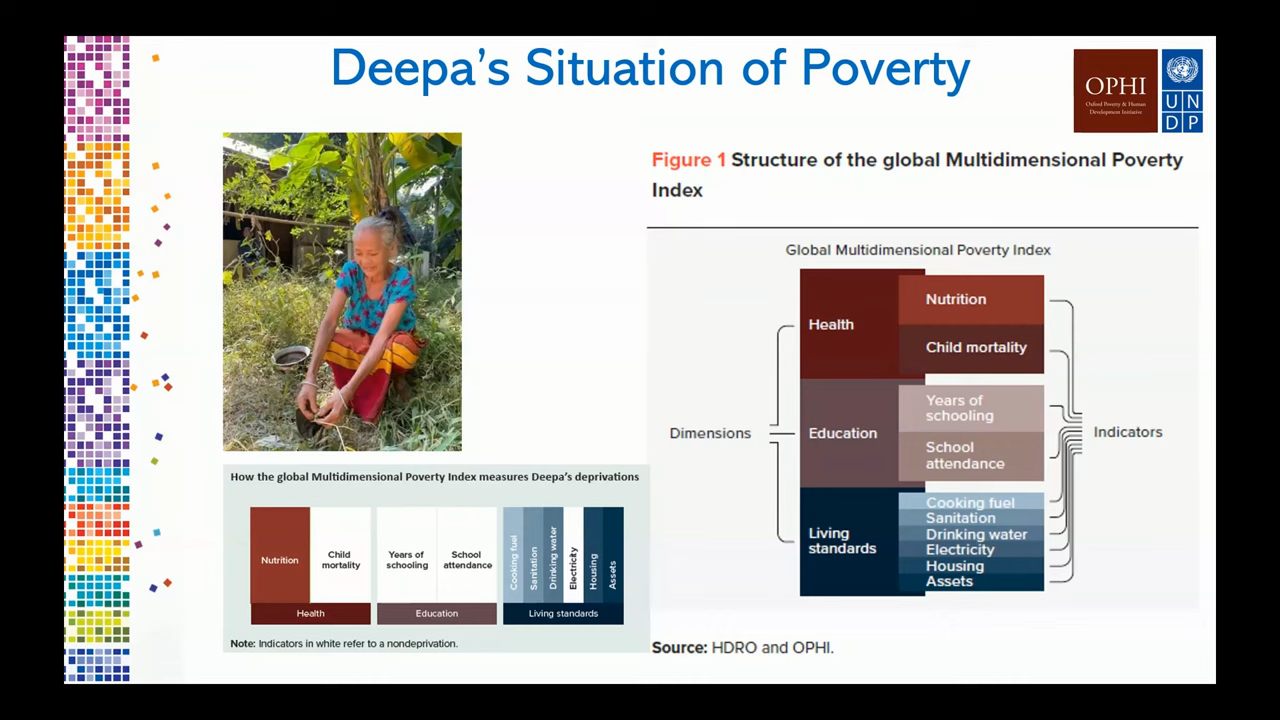 Deepa's Situation of Poverty
OPHI
Oxford Poverty & Human
Development Initiative
U N
D P
Figure 1 Structure of the global Multidimensional Poverty
Index
Global Multidimensional Poverty Index
Dimensions
Health
Nutrition
Child mortality
Education
Years of
schooling
School
attendance
Living
standards
Cooking fuel
Sanitation
Drinking water
Electricity
Housing
Assets
Indicators
Source: HDRO and OPHI.
How the global Multidimensional Poverty Index measures Deepa's deprivations
Nutrition
Child
mortality
Years of
schooling
School
attendance
Cooking fuel
Sanitation
Drinking water
Electricity
Housing
Assets
Health
Education
Living standards
Note: Indicators in white refer to a nondeprivation.